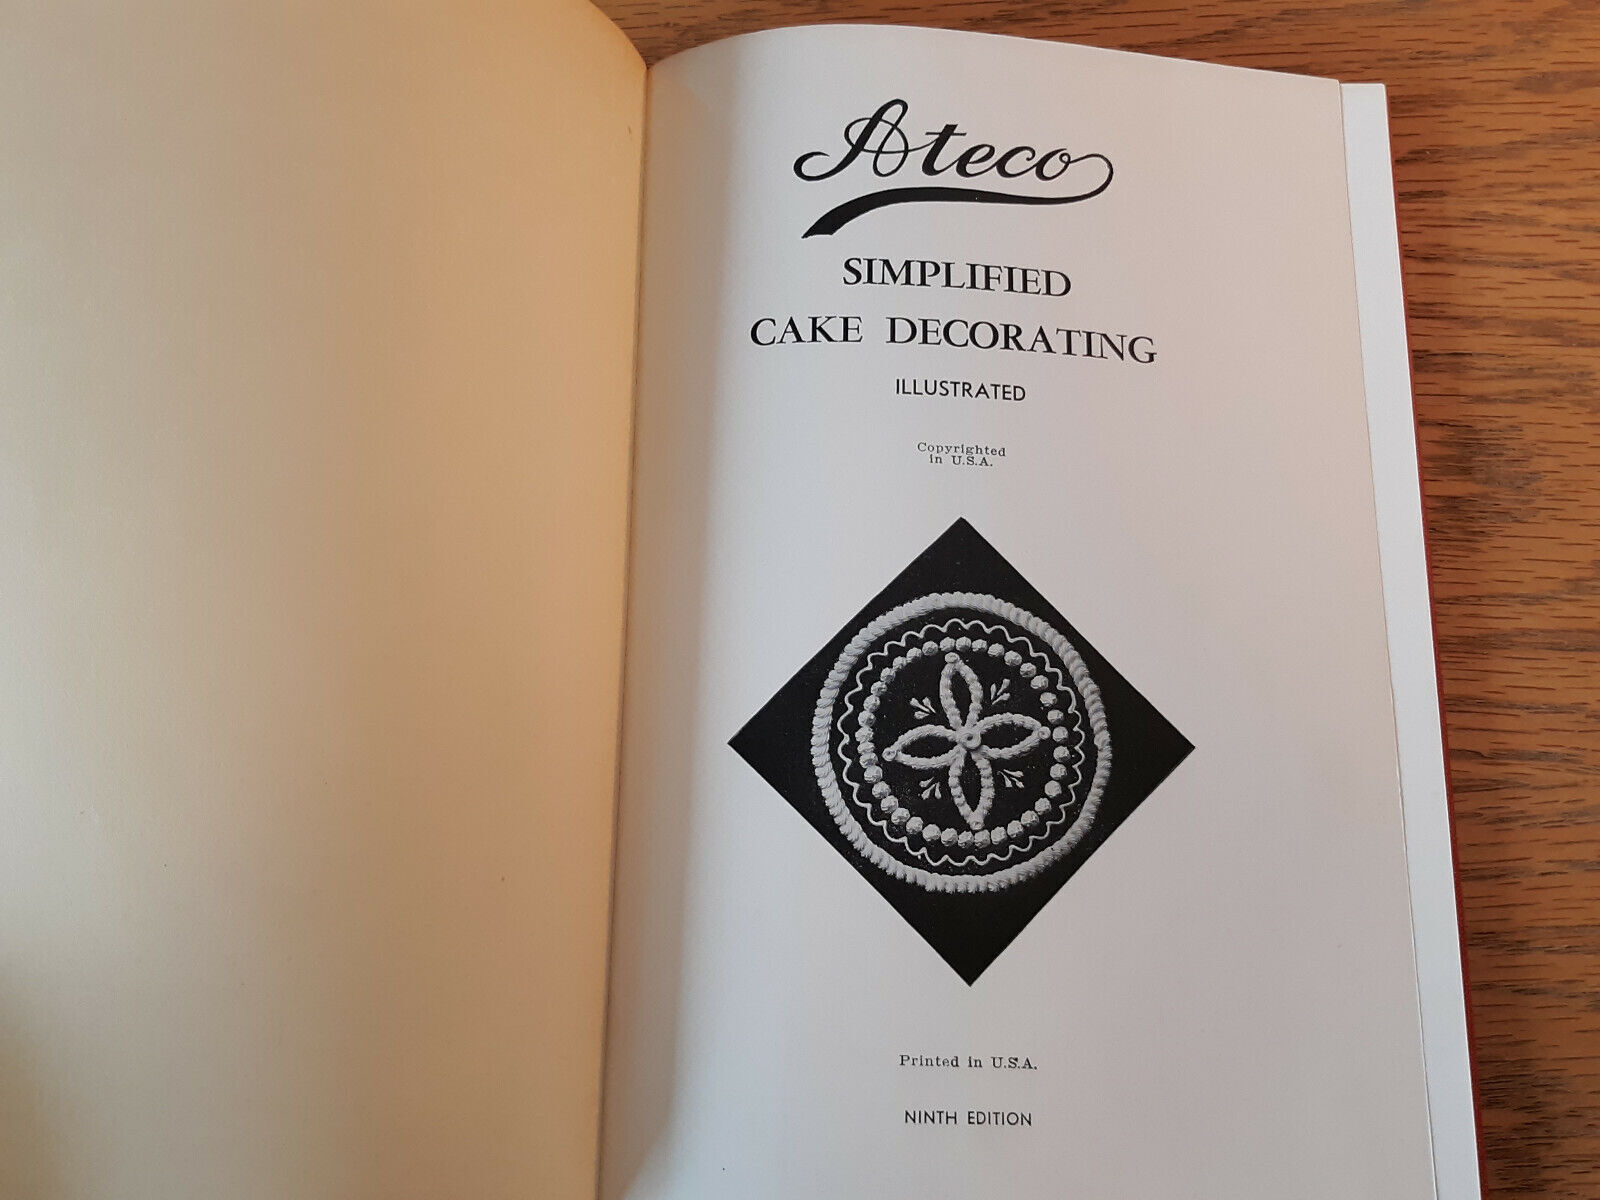 Ateco
SIMPLIFIED
CAKE DECORATING
ILLUSTRATED
Copyrighted
in U.S.A.
Printed in U.S.A.
NINTH EDITION